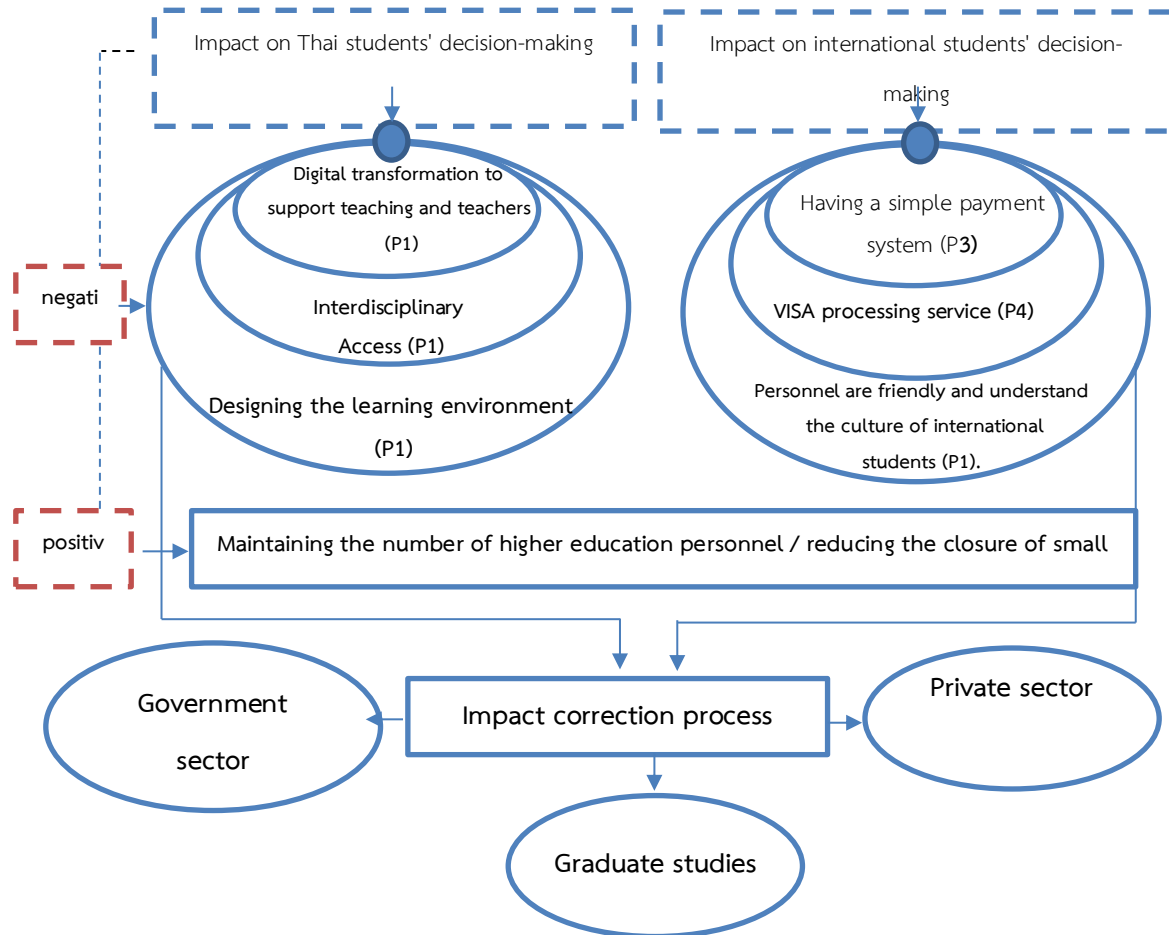 Impact on Thai students' decision-making
Impact on international students' decision-
making
Digital transformation to
support teaching and teachers
(P1)
Interdisciplinary
Access (P1)
Designing the learning environment
(P1)
Having a simple payment
system (P3)
VISA processing service (P4)
Personnel are friendly and understand
the culture of international
students (P1).
negati
positiv
Maintaining the number of higher education personnel / reducing the closure of small
Impact correction process
Government
sector
Private sector
Graduate studies